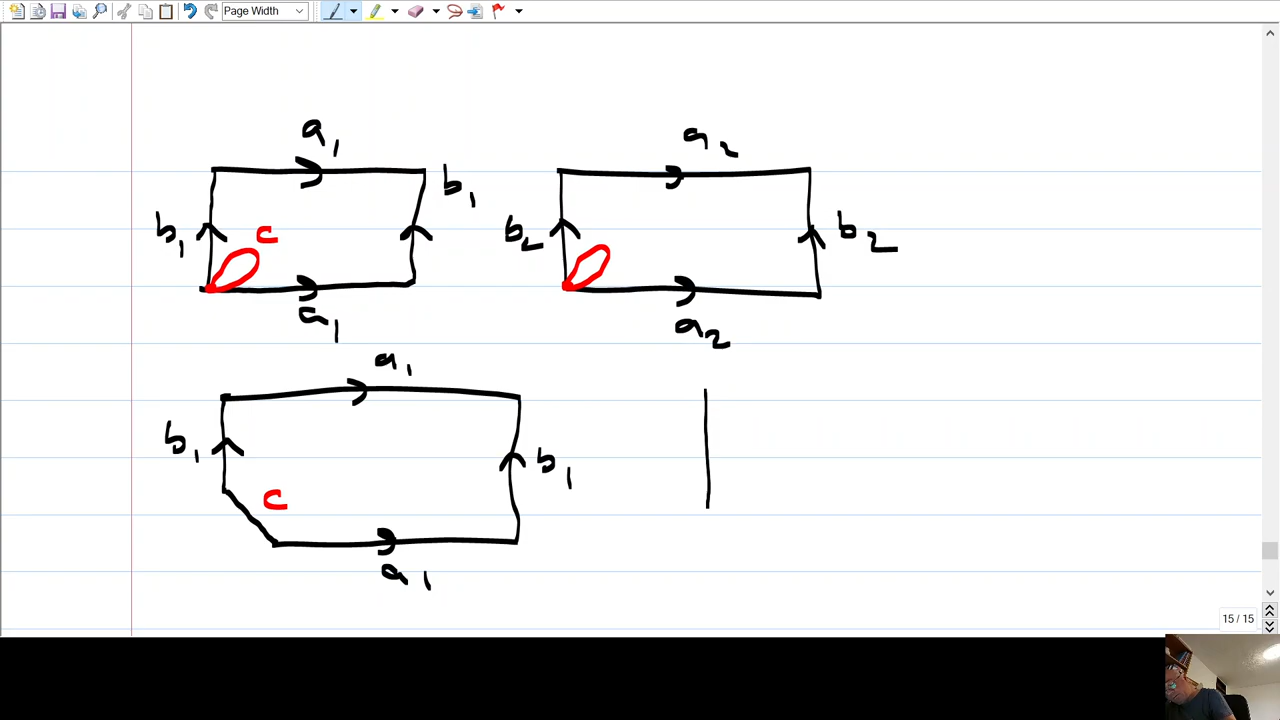 Page Width
a₁ a₂
b₁ c b₁ b₂ b₂
a₁ a₂
a₁
b₁ c b₁
a₁
15 / 15